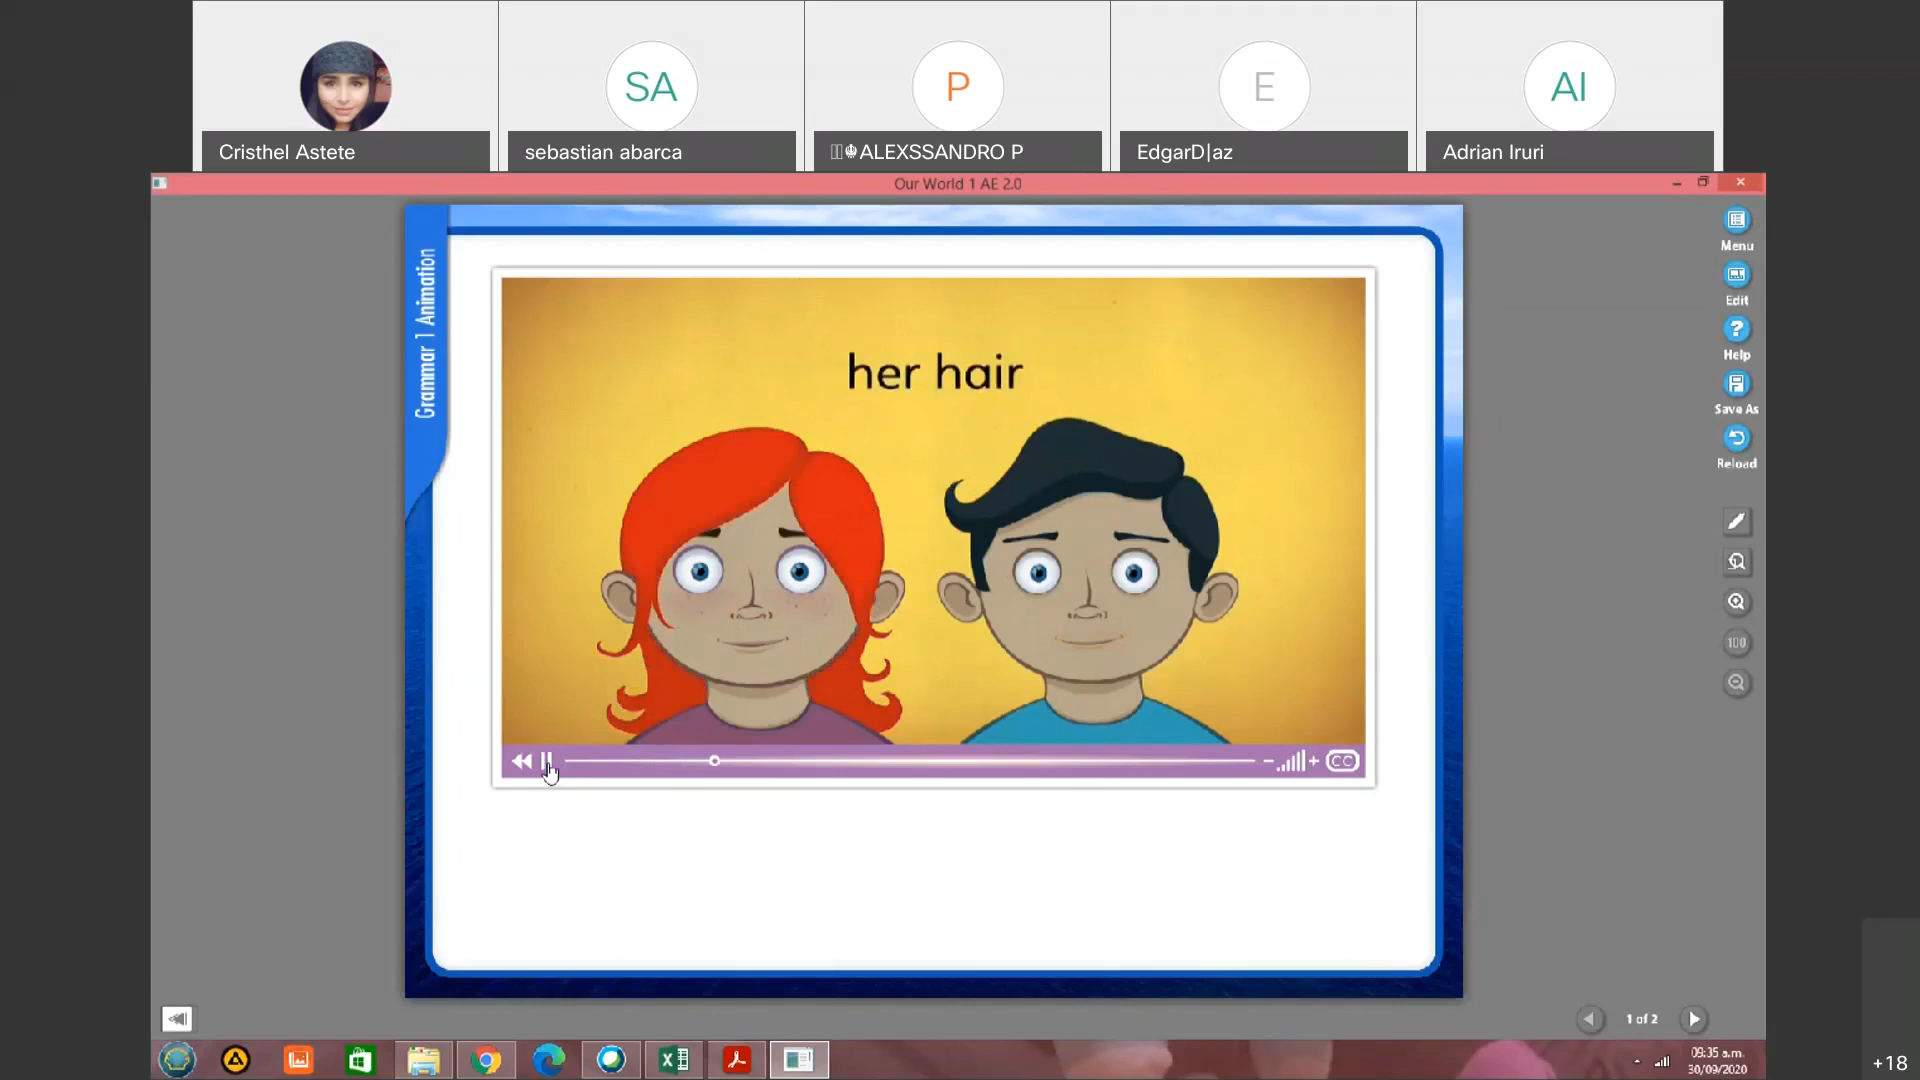 SA
P
E
AI
Cristhel Astete
sebastian abarca
ALEXSSANDRO P
EdgarD|az
Adrian Iruri
Our World 1 AE 2.0
Grammar 1 Animation
her hair
CC
Menu
Edit
Help
Save As
Reload
100
1 of 2
09:35 a.m.
30/09/2020
+18